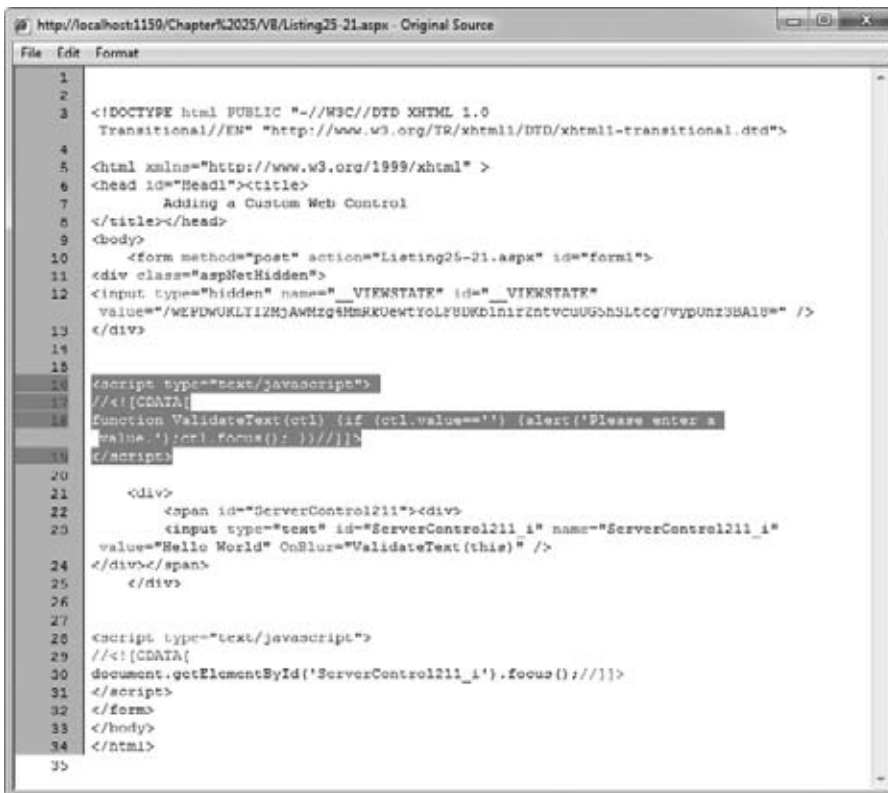 http://localhost:1159/Chapter%2025/VB/Listing25-21.aspx - Original Source
File Edit Format
1
2
3 <!DOCTYPE html PUBLIC "-//W3C//DTD XHTML 1.0
Transitional//EN" "http://www.w3.org/TR/xhtml1/DTD/xhtml1-transitional.dtd">
4
5 <html xmlns="http://www.w3.org/1999/xhtml" >
6 <head id="Head1"><title>
7 Adding a Custom Web Control
8 </title></head>
9 <body>
10 <form method="post" action="Listing25-21.aspx" id="form1">
11 <div class="aspNetHidden">
12 <input type="hidden" name="__VIEWSTATE" id="__VIEWSTATE"
/>
13 </div>
14
15
16 <script type="text/javascript">
17 //<![CDATA[
18 function ValidateText(ctl) {if (ctl.value=='') {alert('Please enter a
value.');ctl.focus(); }}//]]>
19 </script>
20
21 <div>
22 <span id="ServerControl211"><div>
23 <input type="text" id="ServerControl211_i" name="ServerControl211_i"
value="Hello World" OnBlur="ValidateText(this)" />
24 </div></span>
25 </div>
26
27
28 <script type="text/javascript">
29 //<![CDATA[
30 document.getElementById('ServerControl211_i').focus();//]]>
31 </script>
32 </form>
33 </body>
34 </html>
35